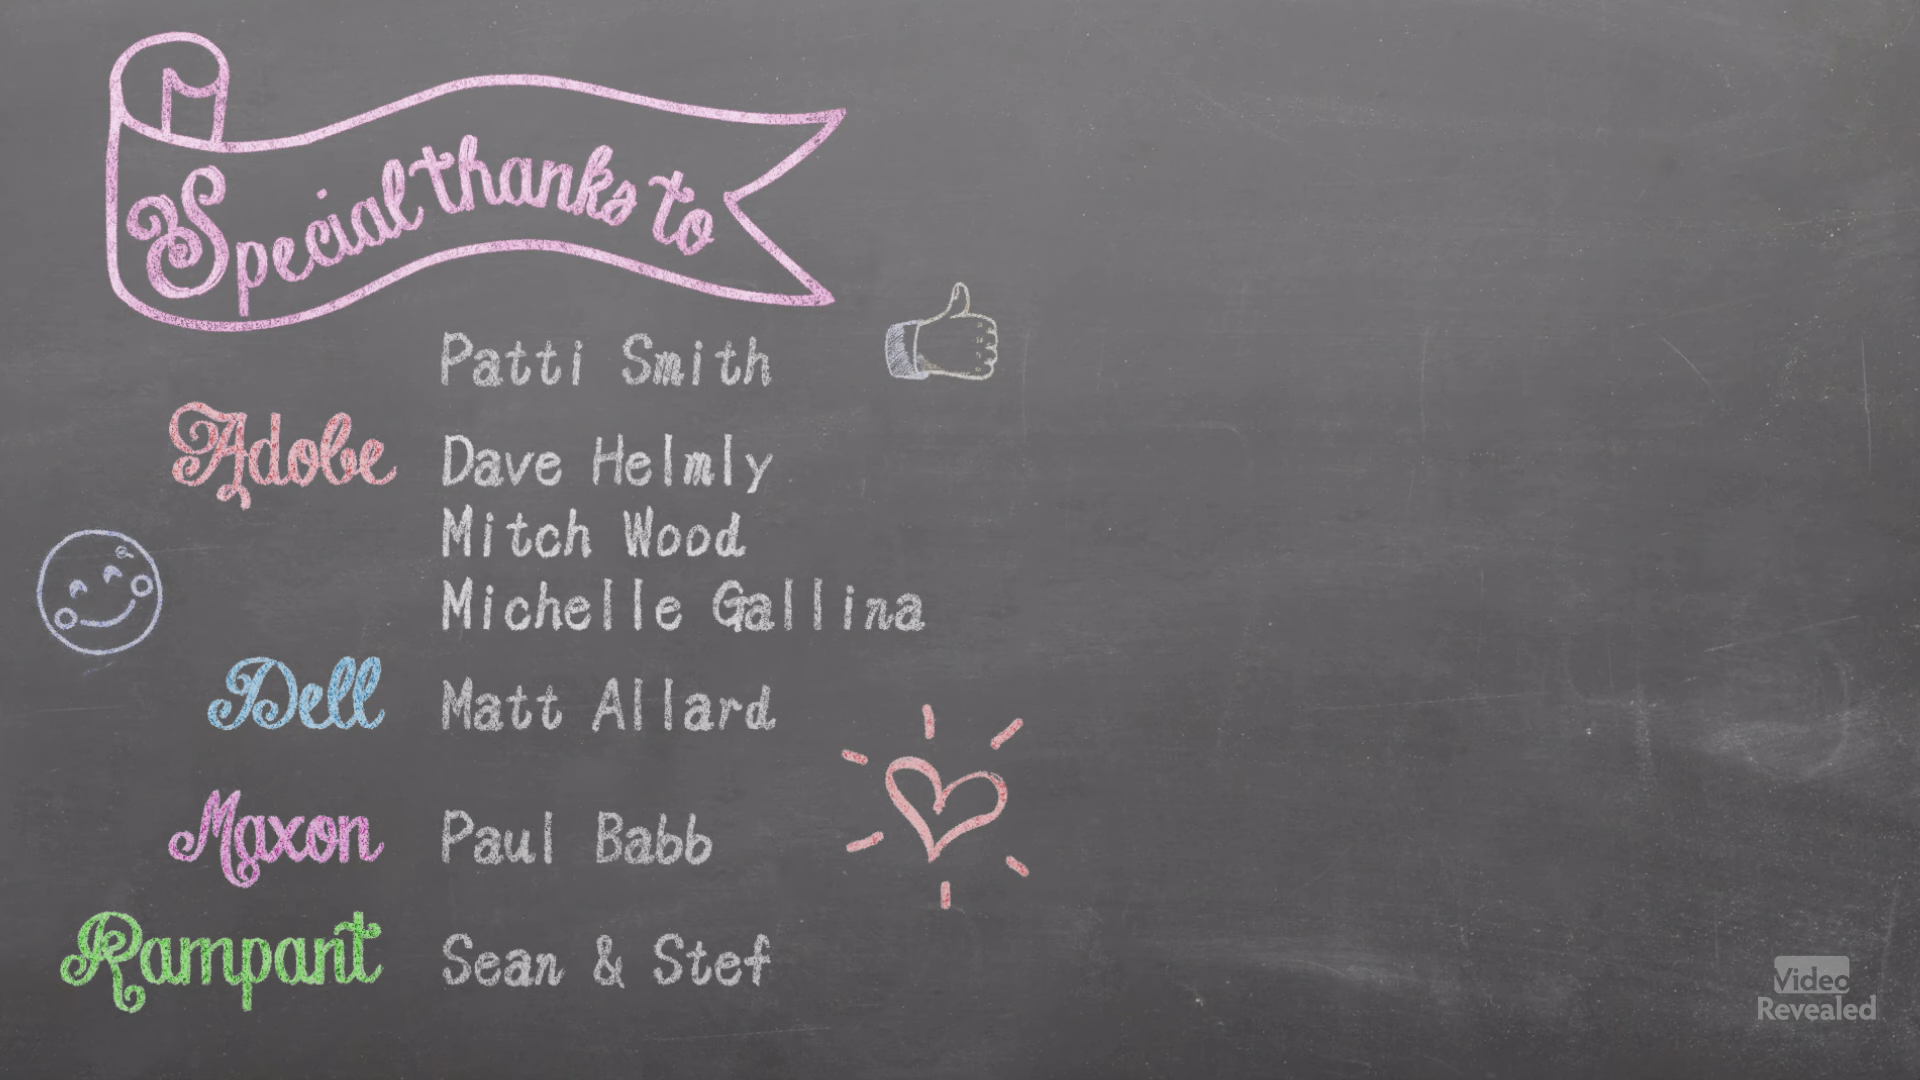 Special thanks to
Patti Smith
Adobe Dave Helmly
Mitch Wood
Michelle Gallina
Dell Matt Allard
Maxon Paul Babb
Rampant Sean & Stef
Video
Revealed